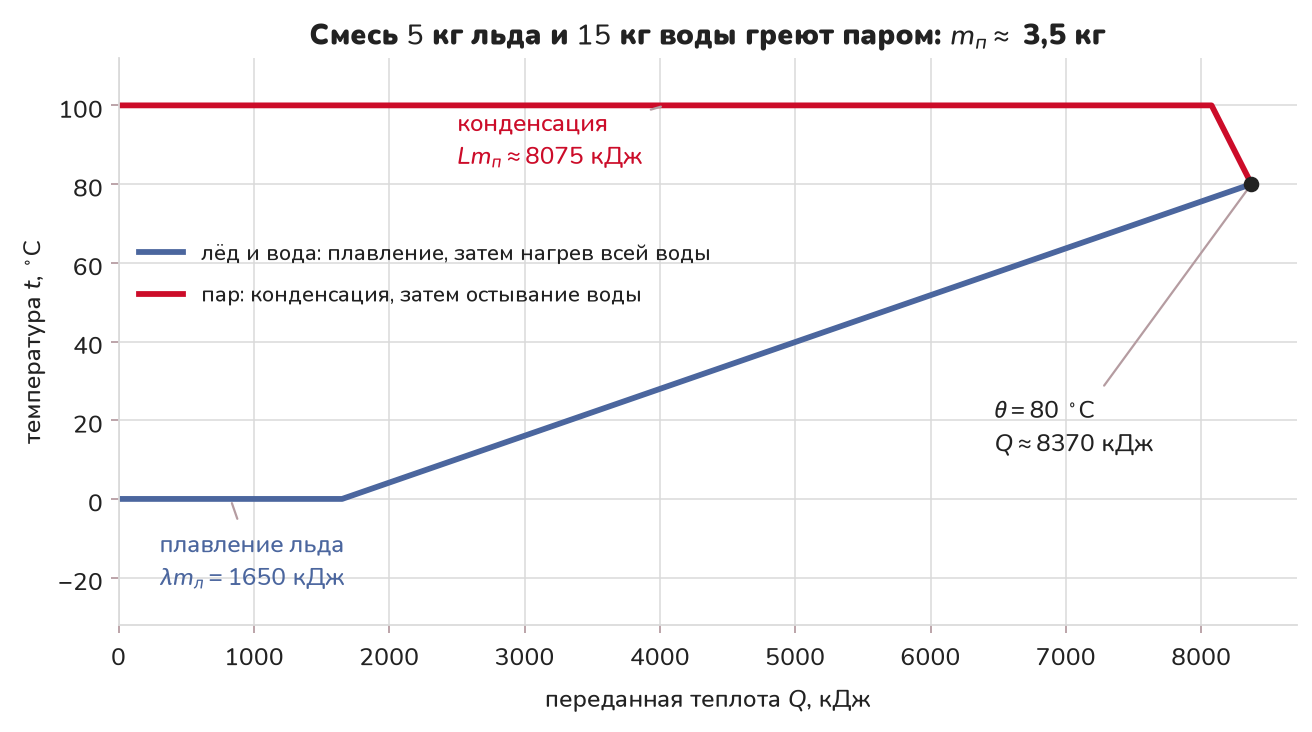 Смесь 5 кг льда и 15 кг воды греют паром: mп ≈ 3,5 кг
температура t, °C
100
80
60
40
20
0
−20
конденсация
Lmп ≈ 8075 кДж
лёд и вода: плавление, затем нагрев всей воды
пар: конденсация, затем остывание воды
θ = 80 °C
Q ≈ 8370 кДж
плавление льда
λmл = 1650 кДж
0
1000
2000
3000
4000
5000
6000
7000
8000
переданная теплота Q, кДж